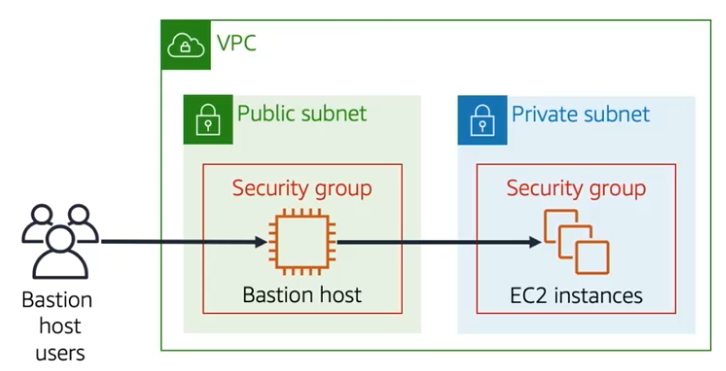 VPC
Public subnet
Private subnet
Security group
Security group
Bastion host
EC2 instances
Bastion
host
users